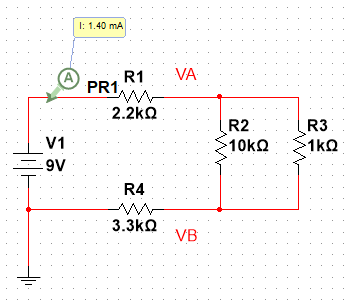 I: 1.40 mA
A
PR1
R1
VA
2.2kΩ
V1
9V
R2
10kΩ
R3
1kΩ
R4
3.3kΩ
VB